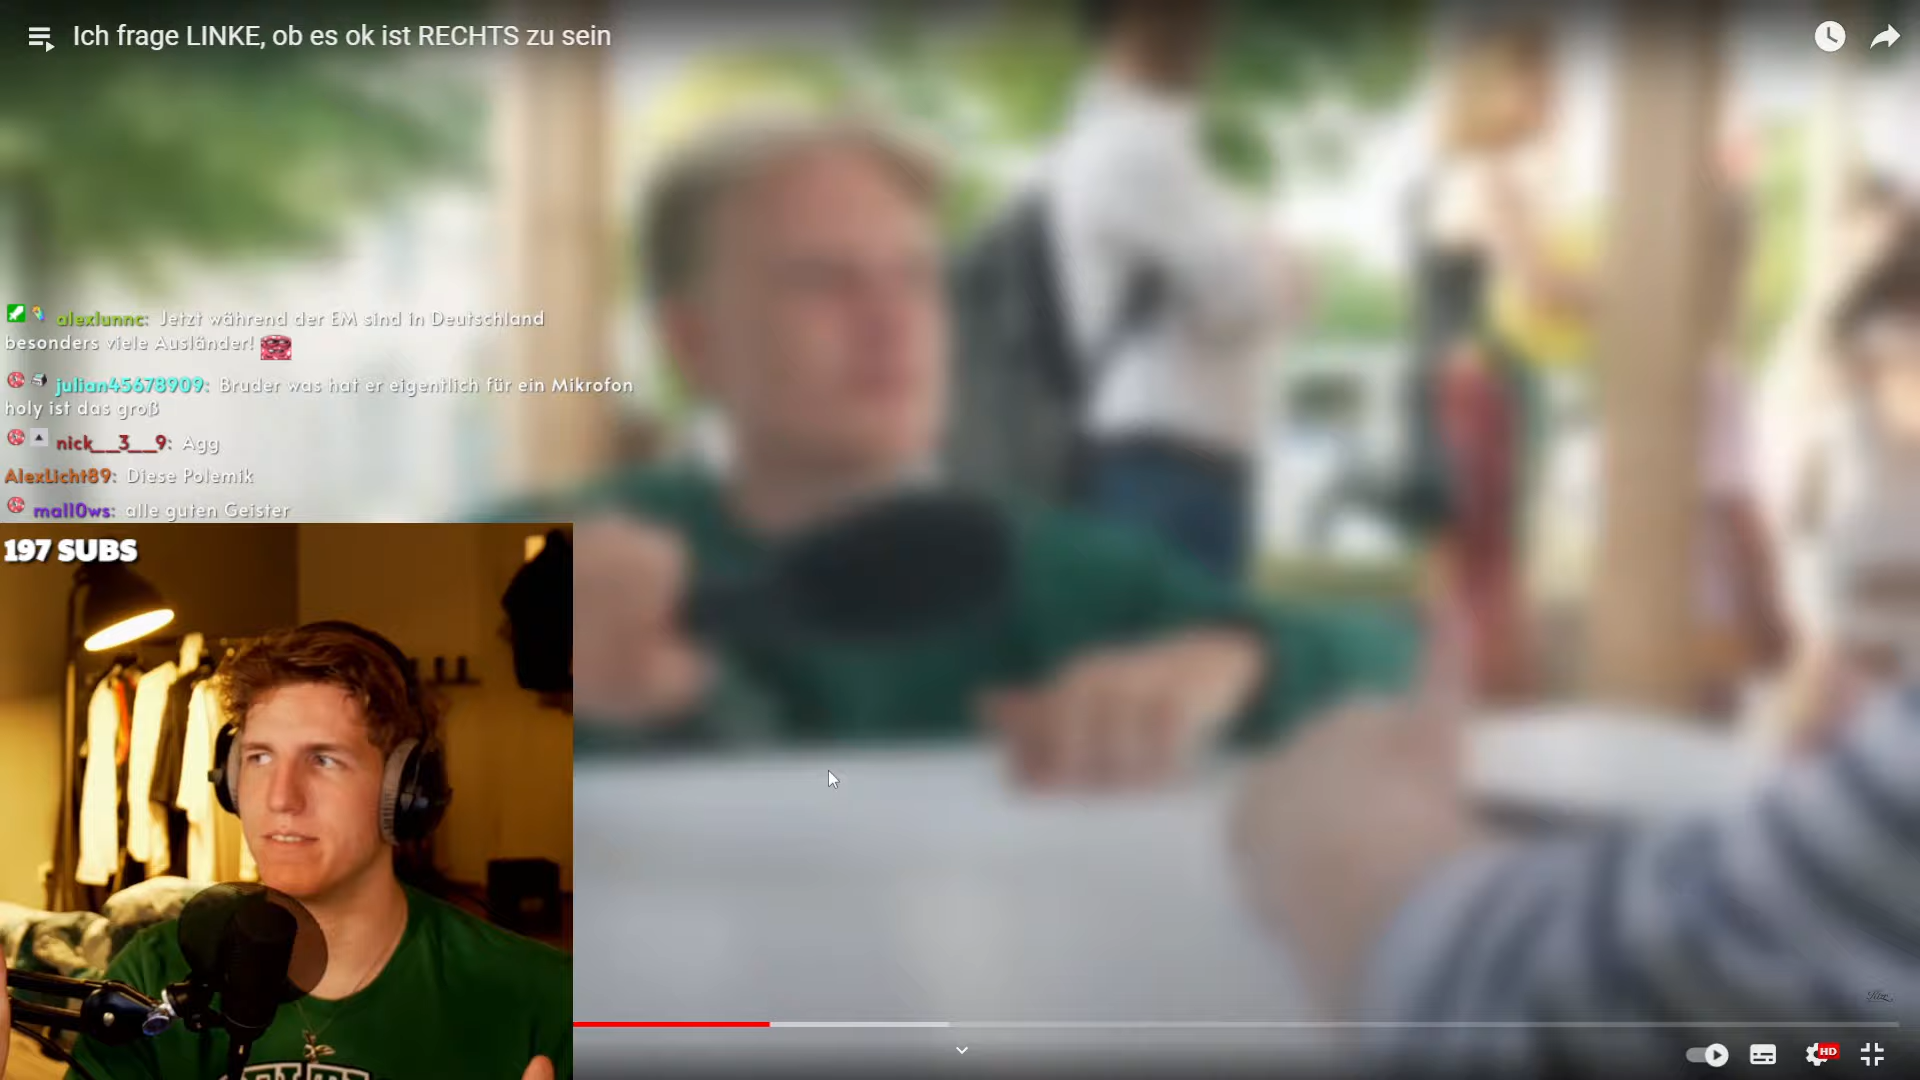 Ich frage LINKE, ob es ok ist RECHTS zu sein
alexlunnc: Jetzt während der EM sind in Deutschland
besonders viele Ausländer!
julian45678909: Bruder was hat er eigentlich für ein Mikrofon
holy ist das groß
nick__3__9: Agg
AlexLicht89: Diese Polemik
mall0ws: alle guten Geister
197 SUBS
HD